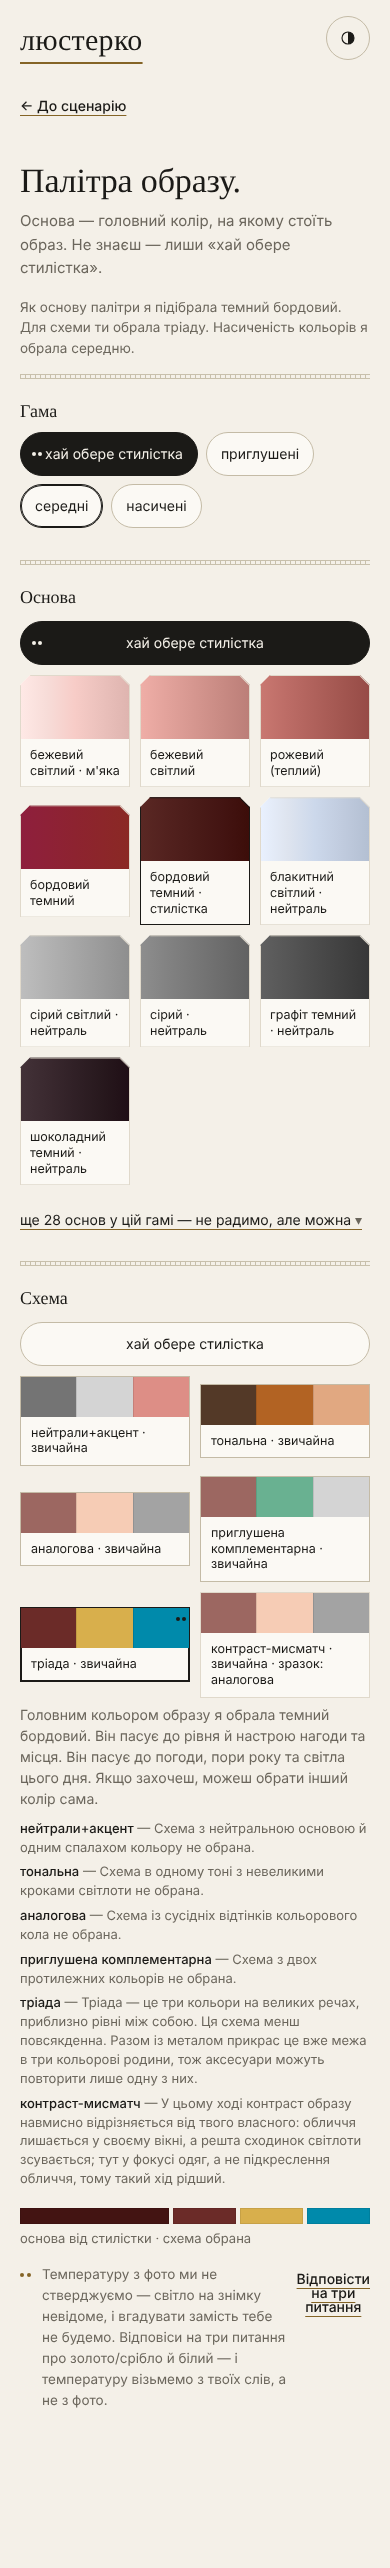 люстерко
← До сценарію
Палітра образу.
Основа — головний колір, на якому стоїть
образ. Не знаєш — лиши «хай обере
стилістка».
Як основу палітри я підібрала темний бордовий.
Для схеми ти обрала тріаду. Насиченість кольорів я
обрала середню.
Гама
хай обере стилістка
приглушені
середні
насичені
Основа
хай обере стилістка
бежевий
світлий · м'яка
бежевий
світлий
рожевий
(теплий)
бордовий
темний
бордовий
темний ·
стилістка
блакитний
світлий ·
нейтраль
сірий світлий ·
нейтраль
сірий ·
нейтраль
графіт темний
· нейтраль
шоколадний
темний ·
нейтраль
ще 28 основ у цій гамі — не радимо, але можна ▾
Схема
хай обере стилістка
нейтрали+акцент ·
звичайна
тональна · звичайна
аналогова · звичайна
приглушена
комплементарна ·
звичайна
тріада · звичайна
контраст-мисматч ·
звичайна · зразок:
аналогова
Головним кольором образу я обрала темний
бордовий. Він пасує до рівня й настрою нагоди та
місця. Він пасує до погоди, пори року та світла
цього дня. Якщо захочеш, можеш обрати інший
колір сама.
нейтрали+акцент — Схема з нейтральною основою й
одним спалахом кольору не обрана.
тональна — Схема в одному тоні з невеликими
кроками світлоти не обрана.
аналогова — Схема із сусідніх відтінків кольорового
кола не обрана.
приглушена комплементарна — Схема з двох
протилежних кольорів не обрана.
тріада — Тріада — це три кольори на великих речах,
приблизно рівні між собою. Ця схема менш
повсякденна. Разом із металом прикрас це вже межа
в три кольорові родини, тож аксесуари можуть
повторити лише одну з них.
контраст-мисматч — У цьому ході контраст образу
навмисно відрізняється від твого власного: обличчя
лишається у своєму вікні, а решта сходинок світлоти
зсувається; тут у фокусі одяг, а не підкреслення
обличчя, тому такий хід рідший.
основа від стилістки · схема обрана
Температуру з фото ми не
стверджуємо — світло на знімку
невідоме, і вгадувати замість тебе
не будемо. Відповіси на три питання
про золото/срібло й білий — і
температуру візьмемо з твоїх слів, а
не з фото.
Відповісти
на три
питання